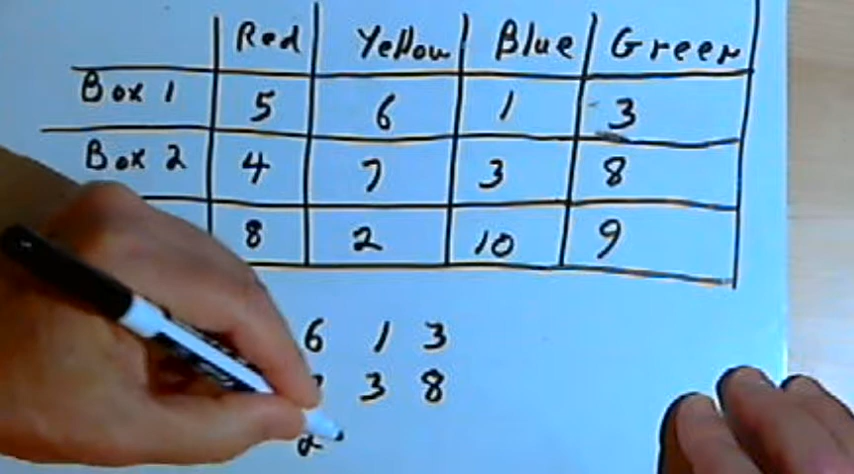 Red Yellow Blue Green
Box 1 5 6 1 3
Box 2 4 7 3 8
8 2 10 9
6 1 3
3 8
2